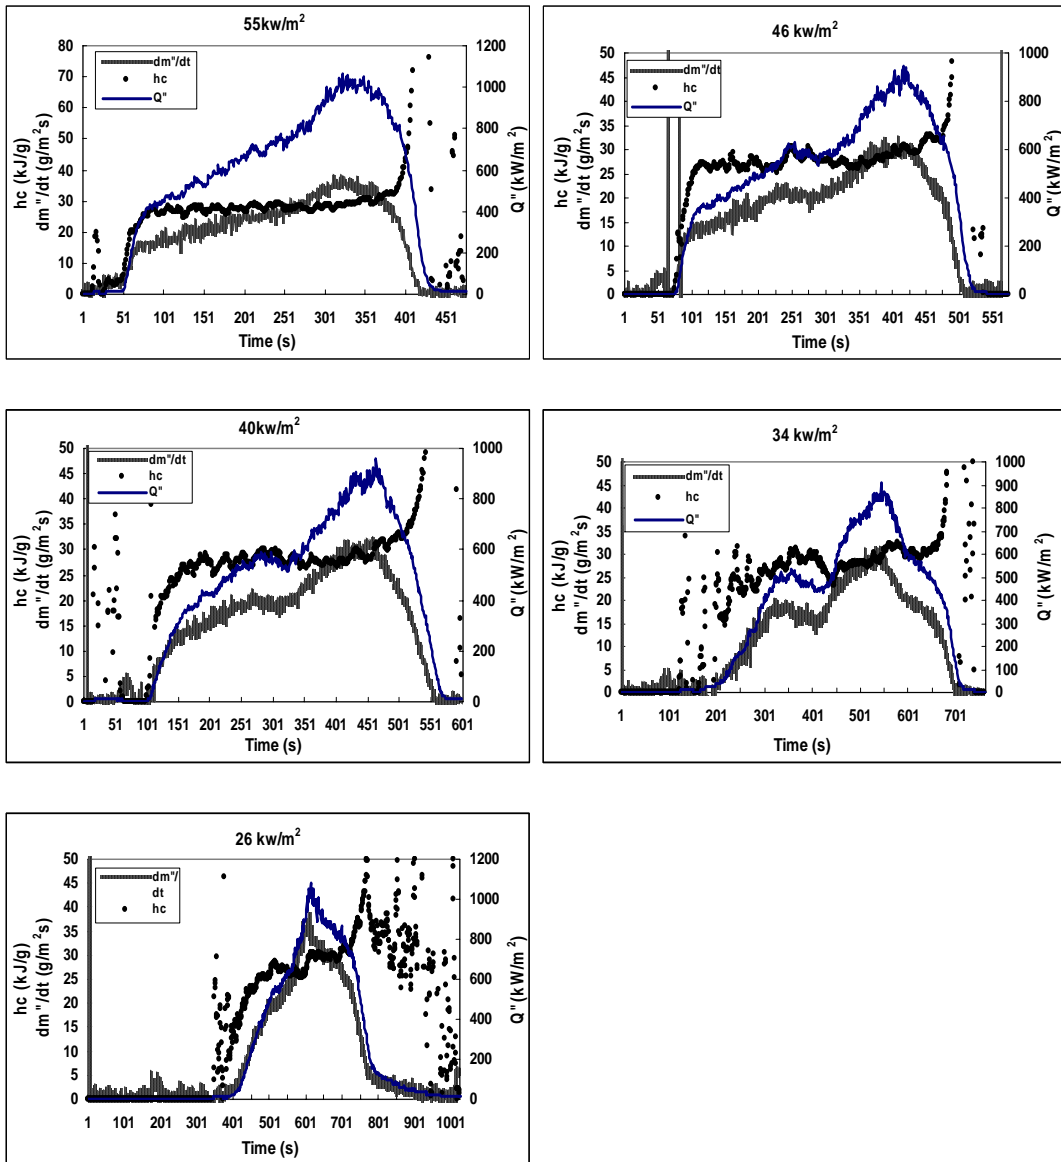 55kw/m²
80
70
60
50
40
30
20
10
0
hc (kJ/g)
dm"/dt (g/m²s)
dm"/dt
hc
Q"
1200
1000
800
600
400
200
0
Q" (kW/m²)
1 51 101 151 201 251 301 351 401 451
Time (s)
46 kw/m²
50
45
40
35
30
25
20
15
10
5
0
hc (kJ/g)
dm"/dt (g/m²s)
dm"/dt
hc
Q"
1000
800
600
400
200
0
Q" (kW/m²)
1 51 101 151 201 251 301 351 401 451 501 551
Time (s)
40kw/m²
50
45
40
35
30
25
20
15
10
5
0
hc (kJ/g)
dm"/dt (g/m²s)
dm"/dt
hc
Q"
1000
800
600
400
200
0
Q" (kW/m²)
1 51 101 151 201 251 301 351 401 451 501 551 601
Time (s)
34 kw/m²
50
45
40
35
30
25
20
15
10
5
0
hc (kJ/g)
dm"/dt (g/m²s)
dm"/dt
hc
Q"
1000
900
800
700
600
500
400
300
200
100
0
Q" (kW/m²)
1 101 201 301 401 501 601 701
Time (s)
26 kw/m²
50
45
40
35
30
25
20
15
10
5
0
hc (kJ/g)
dm"/dt (g/m²s)
dm"/
dt
hc
1200
1000
800
600
400
200
0
Q" (kW/m²)
1 101 201 301 401 501 601 701 801 901 1001
Time (s)